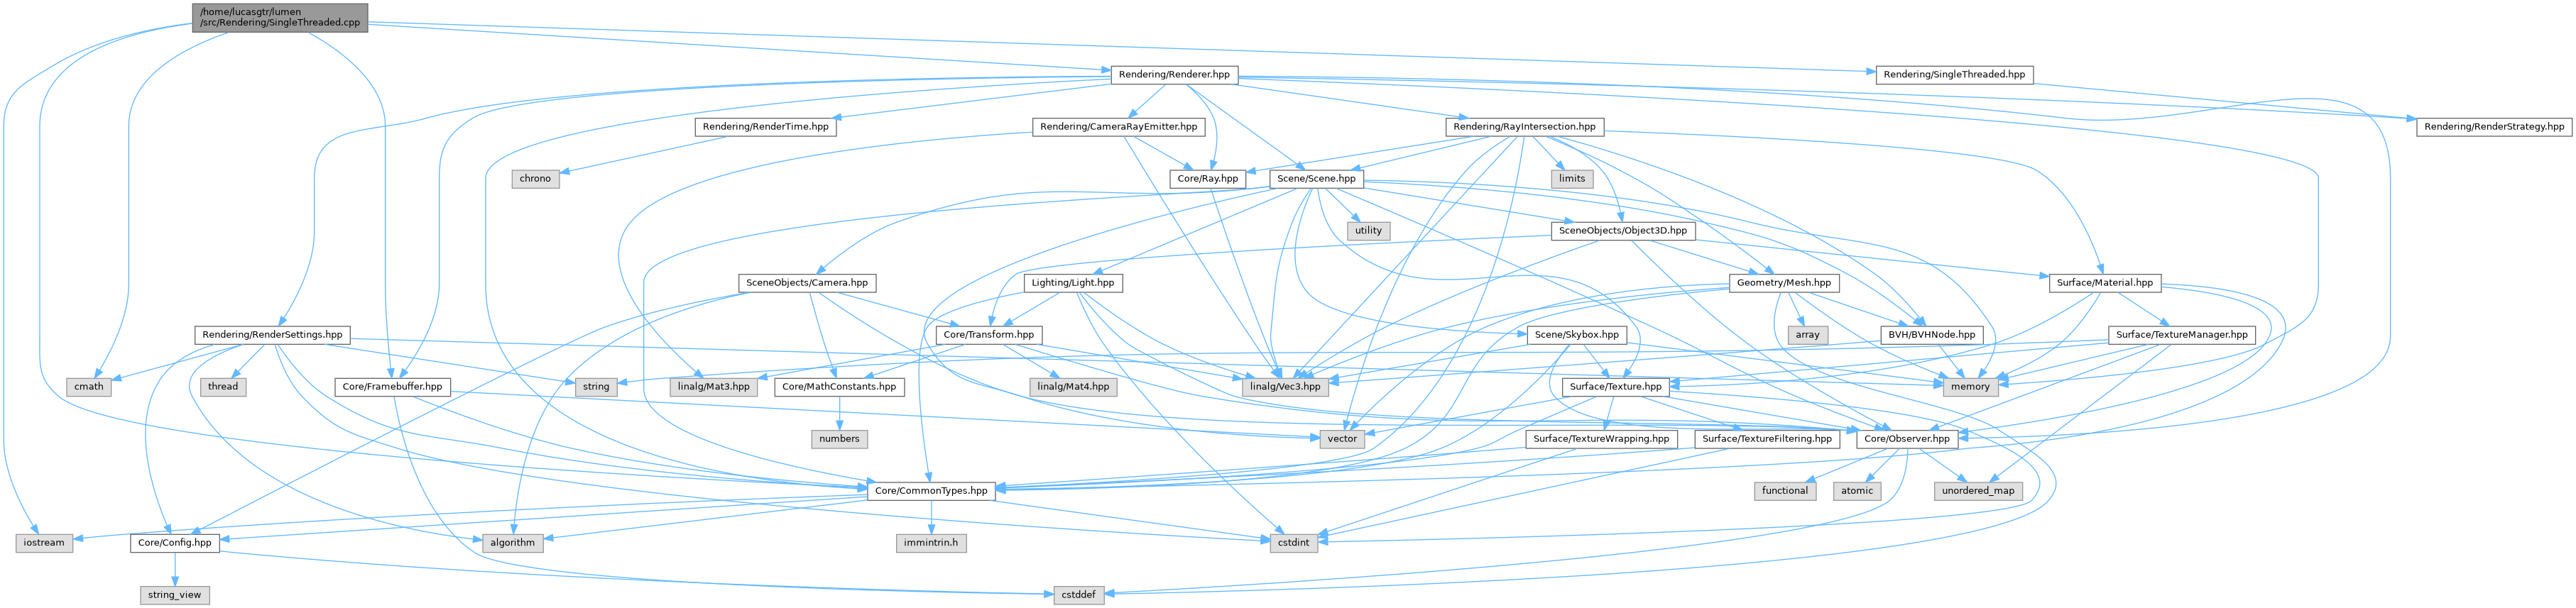 /home/lucasgtr/lumen
/src/Rendering/SingleThreaded.cpp
Rendering/Renderer.hpp
Rendering/SingleThreaded.hpp
Rendering/RenderTime.hpp
Rendering/CameraRayEmitter.hpp
Rendering/RayIntersection.hpp
Rendering/RenderStrategy.hpp
chrono
Core/Ray.hpp
Scene/Scene.hpp
limits
utility
SceneObjects/Object3D.hpp
SceneObjects/Camera.hpp
Lighting/Light.hpp
Geometry/Mesh.hpp
Surface/Material.hpp
Rendering/RenderSettings.hpp
Core/Transform.hpp
Scene/Skybox.hpp
array
BVH/BVHNode.hpp
Surface/TextureManager.hpp
cmath
thread
Core/Framebuffer.hpp
string
linalg/Mat3.hpp
Core/MathConstants.hpp
linalg/Mat4.hpp
linalg/Vec3.hpp
Surface/Texture.hpp
memory
numbers
vector
Surface/TextureWrapping.hpp
Surface/TextureFiltering.hpp
Core/Observer.hpp
Core/CommonTypes.hpp
functional
atomic
unordered_map
iostream
Core/Config.hpp
algorithm
immintrin.h
cstdint
string_view
cstddef